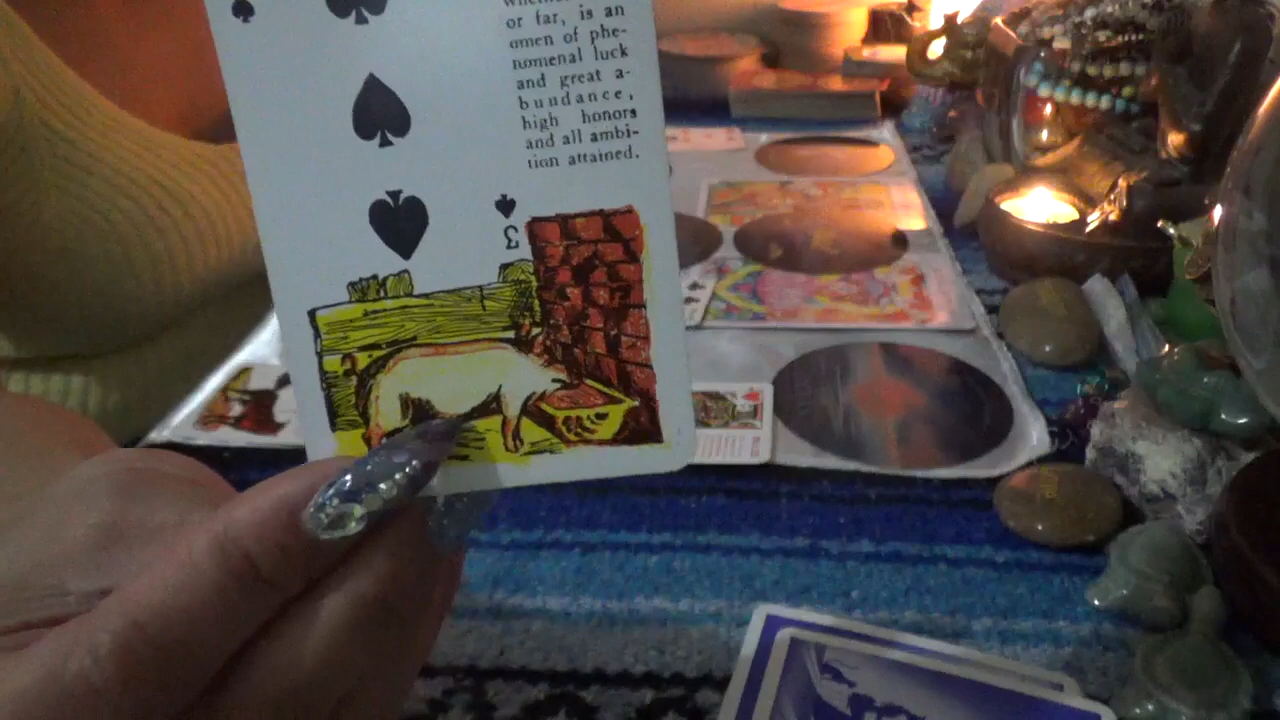 or far, is an
omen of phe-
nomenal luck
and great a-
bundance,
high honors
and all ambi-
tion attained.
3